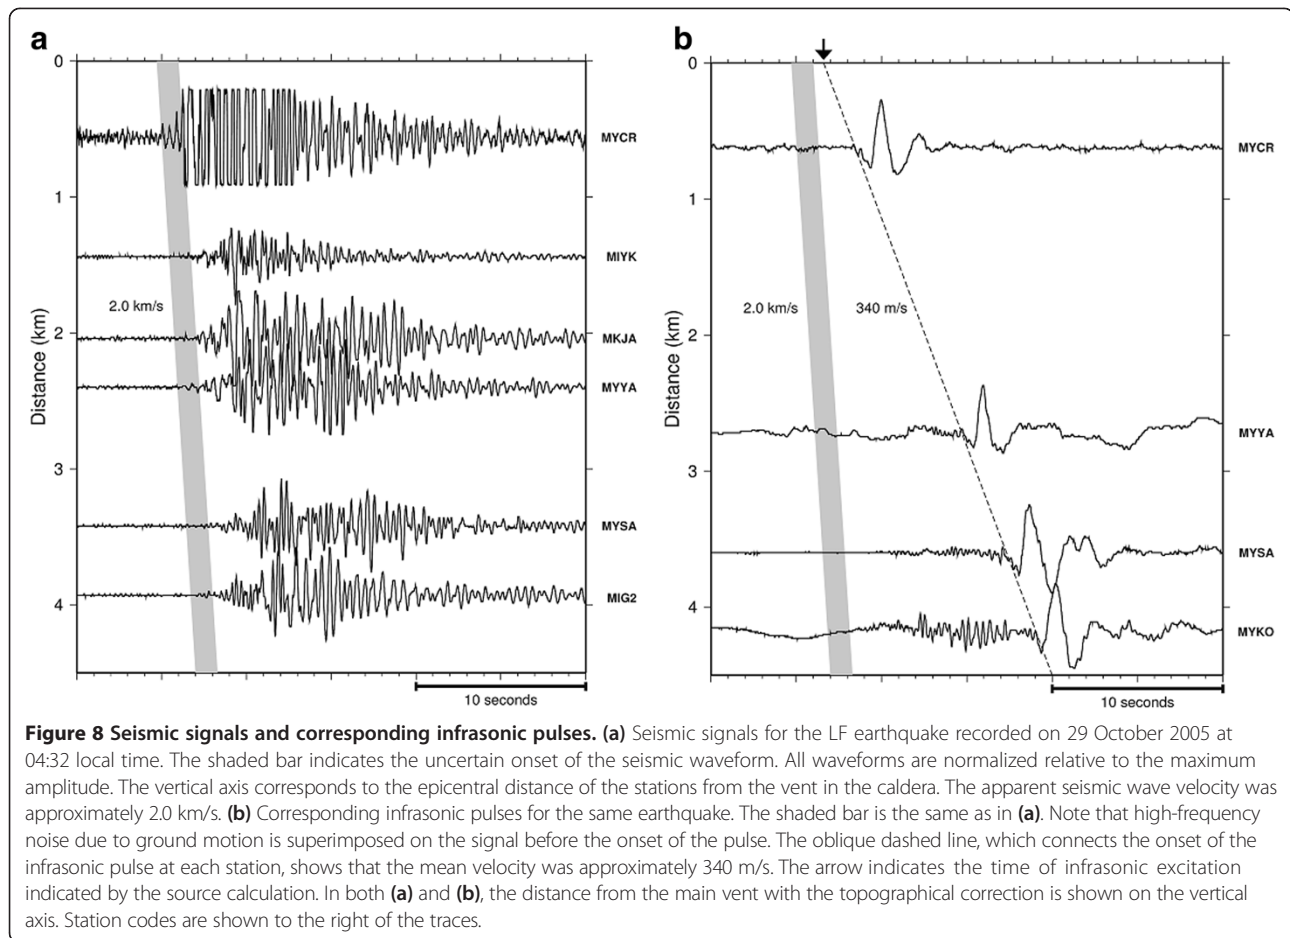 a
0
1
2
3
4
Distance (km)
2.0 km/s
MYCR
MIYK
MKJA
MYYA
MYSA
MIG2
10 seconds
b
0
1
2
3
4
Distance (km)
2.0 km/s
340 m/s
MYCR
MYYA
MYSA
MYKO
10 seconds
Figure 8 Seismic signals and corresponding infrasonic pulses. (a) Seismic signals for the LF earthquake recorded on 29 October 2005 at
04:32 local time. The shaded bar indicates the uncertain onset of the seismic waveform. All waveforms are normalized relative to the maximum
amplitude. The vertical axis corresponds to the epicentral distance of the stations from the vent in the caldera. The apparent seismic wave velocity was
approximately 2.0 km/s. (b) Corresponding infrasonic pulses for the same earthquake. The shaded bar is the same as in (a). Note that high-frequency
noise due to ground motion is superimposed on the signal before the onset of the pulse. The oblique dashed line, which connects the onset of the
infrasonic pulse at each station, shows that the mean velocity was approximately 340 m/s. The arrow indicates the time of infrasonic excitation
indicated by the source calculation. In both (a) and (b), the distance from the main vent with the topographical correction is shown on the vertical
axis. Station codes are shown to the right of the traces.